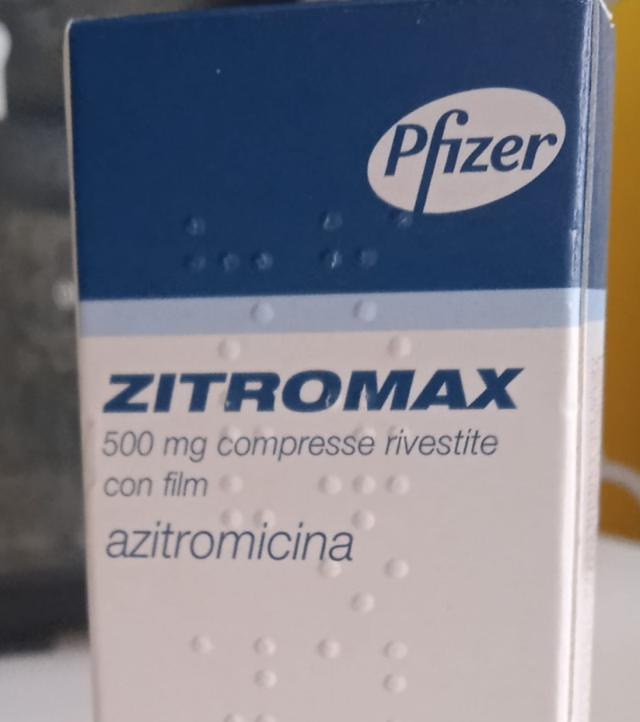 Pfizer
ZITROMAX
500 mg compresse rivestite
con film
azitromicina